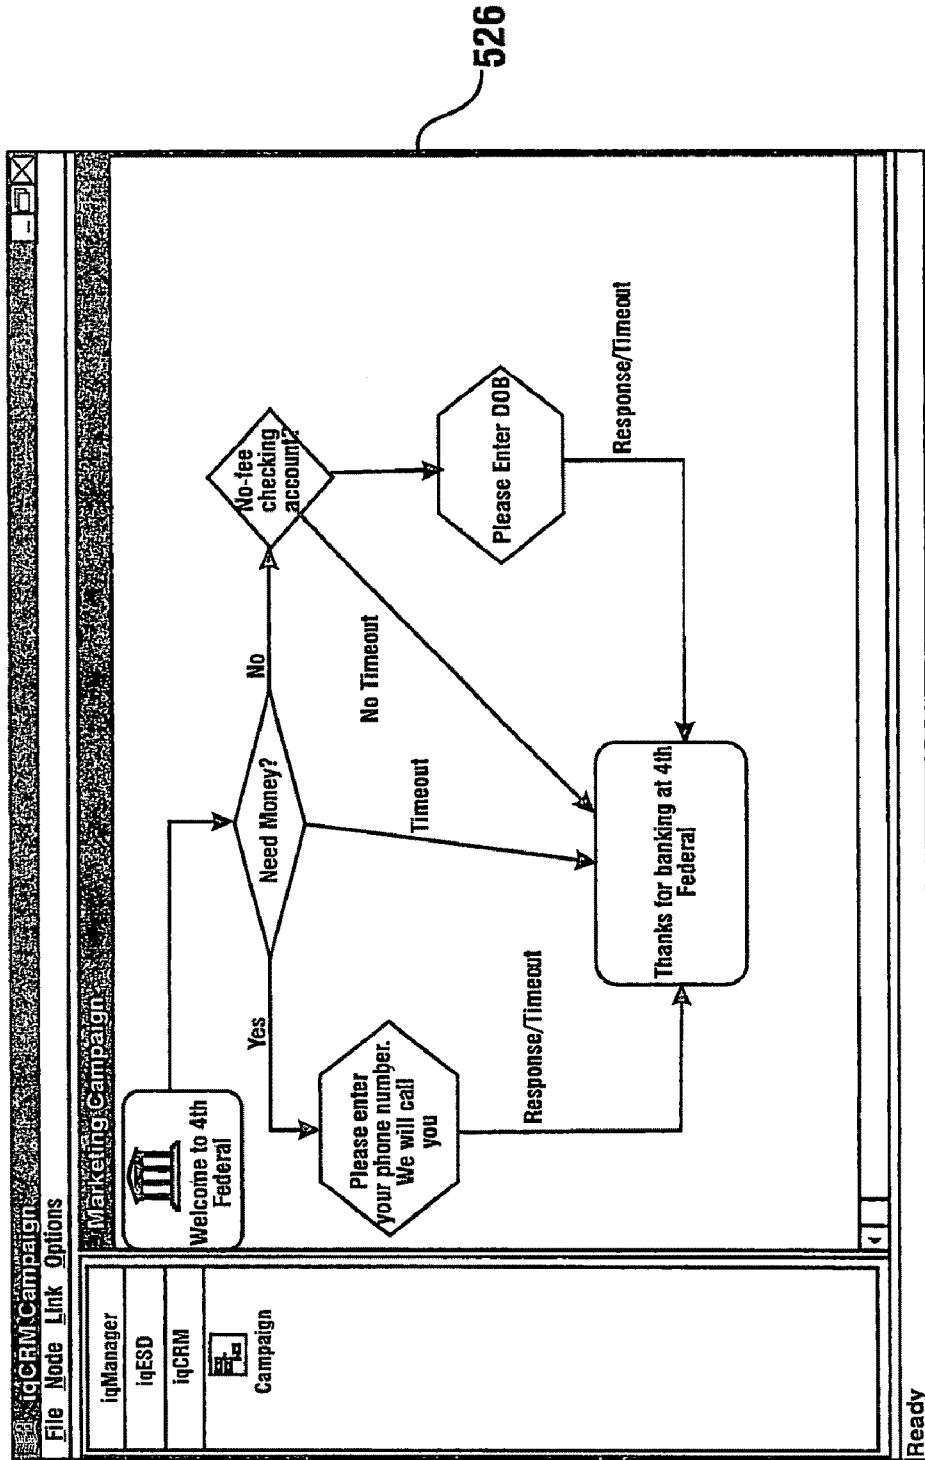 526
iqCRM Campaign
File Node Link Options
iqManager
iqESD
iqCRM
Campaign
Marketing Campaign
Welcome to 4th
Federal
Need Money?
Yes
No
No-fee
checking
account?
Please enter
your phone number.
We will call
you
Timeout
No Timeout
Please Enter DOB
Response/Timeout
Response/Timeout
Thanks for banking at 4th
Federal
Ready